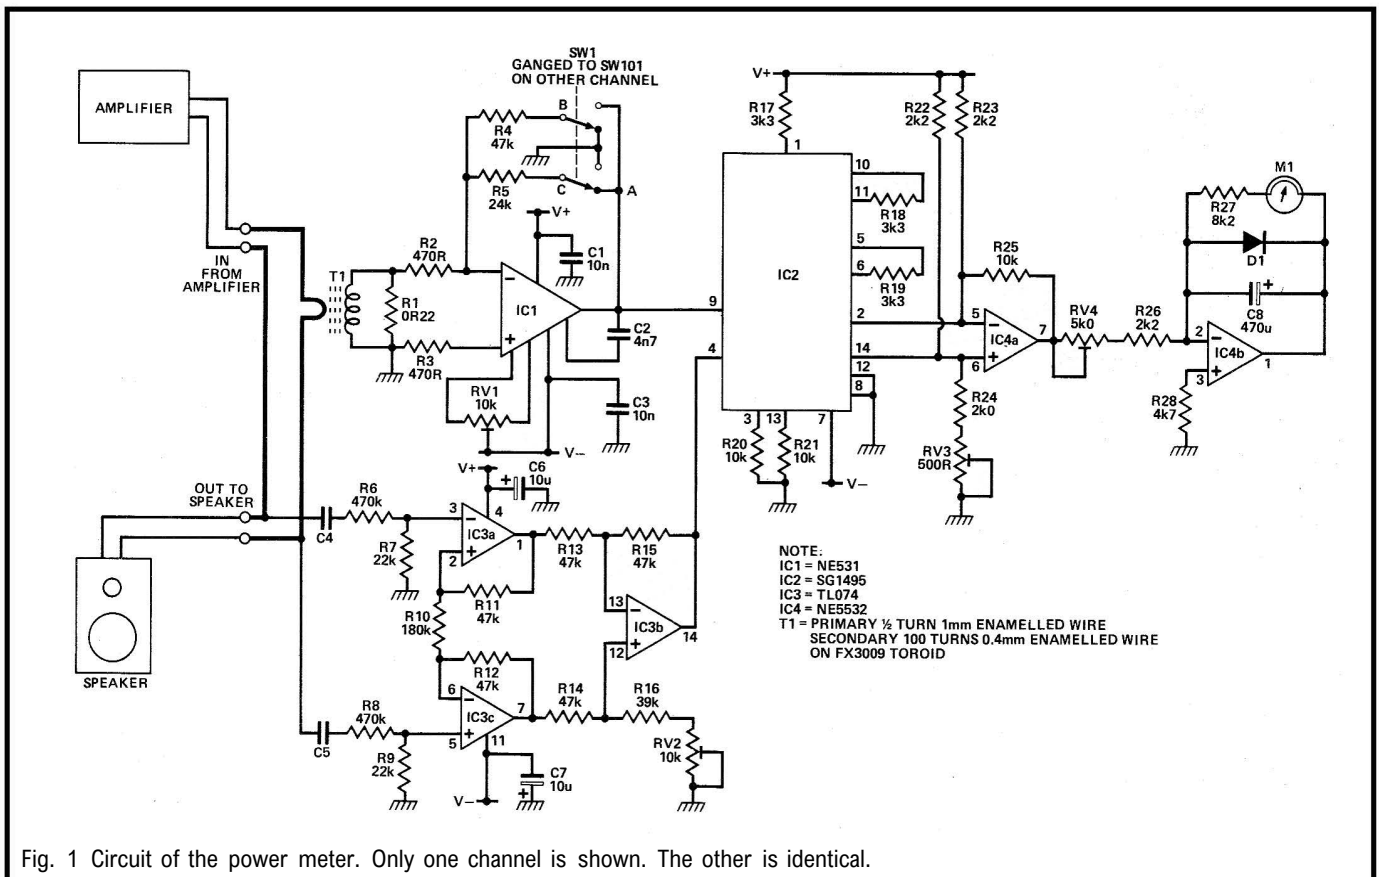 SW1
GANGED TO SW101
ON OTHER CHANNEL
AMPLIFIER
IN
FROM
AMPLIFIER
T1
R1
0R22
R2
470R
R3
470R
R4
47k
R5
24k
B
C
A
V+
C1
10n
IC1
−
+
C2
4n7
RV1
10k
C3
10n
V−
OUT TO
SPEAKER
SPEAKER
C4
R6
470k
R7
22k
V+
C6
+
10u
3
−
4
IC3a
+
2
1
R10
180k
R11
47k
R12
47k
R13
47k
R15
47k
13
−
IC3b
+
12
14
6
−
IC3c
+
5
7
11
R14
47k
R16
39k
RV2
10k
C5
R8
470k
R9
22k
V−
C7
10u
+
V+
R17
3k3
1
R22
2k2
R23
2k2
IC2
9
4
10
11
R18
3k3
5
6
R19
3k3
2
14
12
8
3
13
7
R20
10k
R21
10k
V−
R25
10k
5
−
IC4a
+
6
7
R24
2k0
RV3
500R
RV4
5k0
R26
2k2
M1
R27
8k2
D1
+
C8
470u
2
−
IC4b
+
3
1
R28
4k7
NOTE:
IC1 = NE531
IC2 = SG1495
IC3 = TL074
IC4 = NE5532
T1 = PRIMARY ½ TURN 1mm ENAMELLED WIRE
SECONDARY 100 TURNS 0.4mm ENAMELLED WIRE
ON FX3009 TOROID
Fig. 1 Circuit of the power meter. Only one channel is shown. The other is identical.